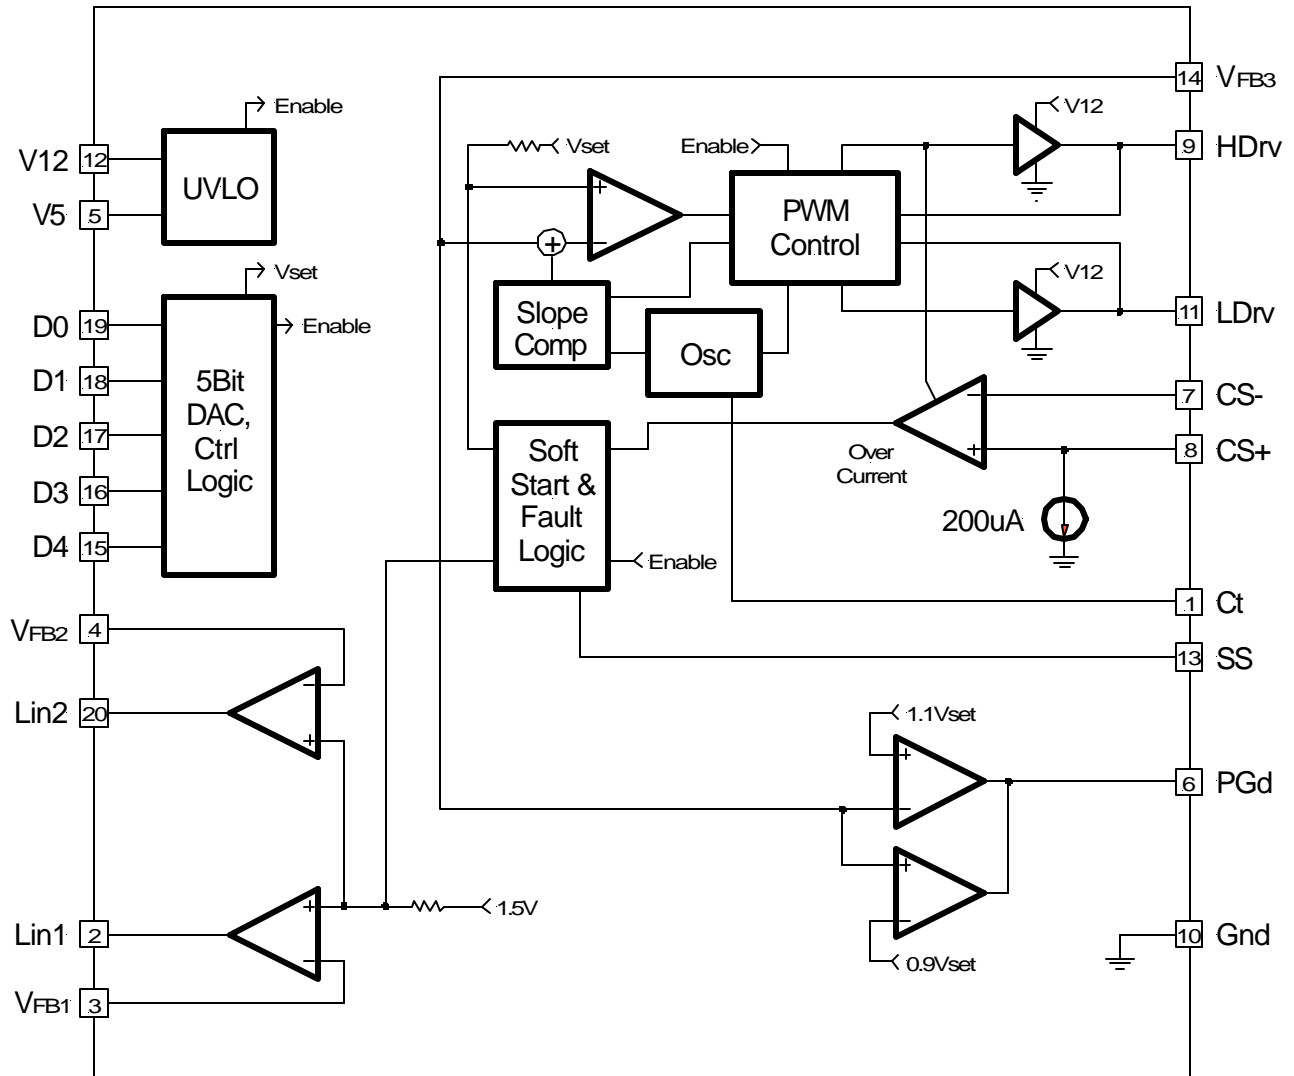 Enable
V12 12
UVLO
V5 5
Vset
Enable
D0 19
D1 18
D2 17
D3 16
D4 15
5Bit
DAC,
Ctrl
Logic
VFB2 4
Lin2 20
−
+
Lin1 2
VFB1 3
+
−
1.5V
Vset
+
−
+
Slope
Comp
Osc
Enable
PWM
Control
V12
V12
Soft
Start &
Fault
Logic
Enable
Over
Current
−
+
200uA
1.1Vset
+
−
+
−
0.9Vset
14 VFB3
9 HDrv
11 LDrv
7 CS-
8 CS+
1 Ct
13 SS
6 PGd
10 Gnd